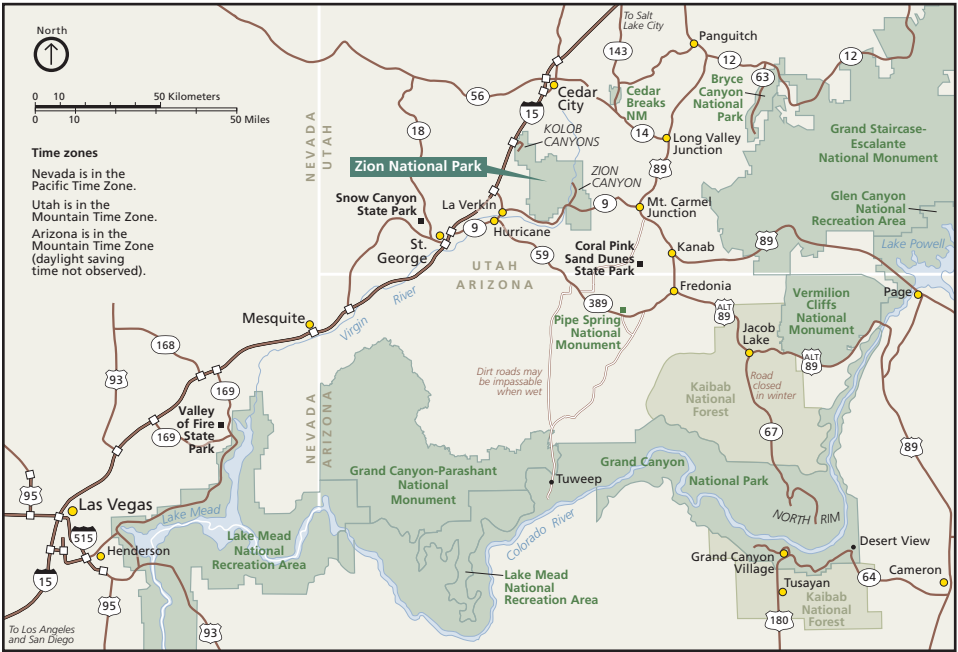 North
0 10 50 Kilometers
0 10 50 Miles
Time zones
Nevada is in the
Pacific Time Zone.
Utah is in the
Mountain Time Zone.
Arizona is in the
Mountain Time Zone
(daylight saving
time not observed).
To Salt
Lake City
143
Panguitch
12
12
63
Bryce
Canyon
National
Park
56
Cedar
City
Cedar
Breaks
NM
15
14
Long Valley
Junction
Grand Staircase-
Escalante
National Monument
NEVADA
UTAH
18
KOLOB
CANYONS
Zion National Park
89
ZION
CANYON
Snow Canyon
State Park
La Verkin
9
Mt. Carmel
Junction
Glen Canyon
National
Recreation Area
9
Hurricane
St.
George
59
Coral Pink
Sand Dunes
State Park
Kanab
89
Lake Powell
UTAH
ARIZONA
Fredonia
Page
River
Virgin
389
Pipe Spring
National
Monument
ALT
89
Vermilion
Cliffs
National
Monument
Mesquite
Jacob
Lake
ALT
89
168
93
169
Dirt roads may
be impassable
when wet
Road
closed
in winter
Kaibab
National
Forest
NEVADA
ARIZONA
Valley
of Fire
State
Park
169
67
89
Grand Canyon-Parashant
National
Monument
Grand Canyon
National Park
Tuweep
95
Las Vegas
Lake Mead
NORTH RIM
515
Lake Mead
National
Recreation Area
Colorado River
Henderson
Desert View
Grand Canyon
Village
15
Lake Mead
National
Recreation Area
Tusayan
64
Cameron
95
Kaibab
National
Forest
To Los Angeles
and San Diego
93
180